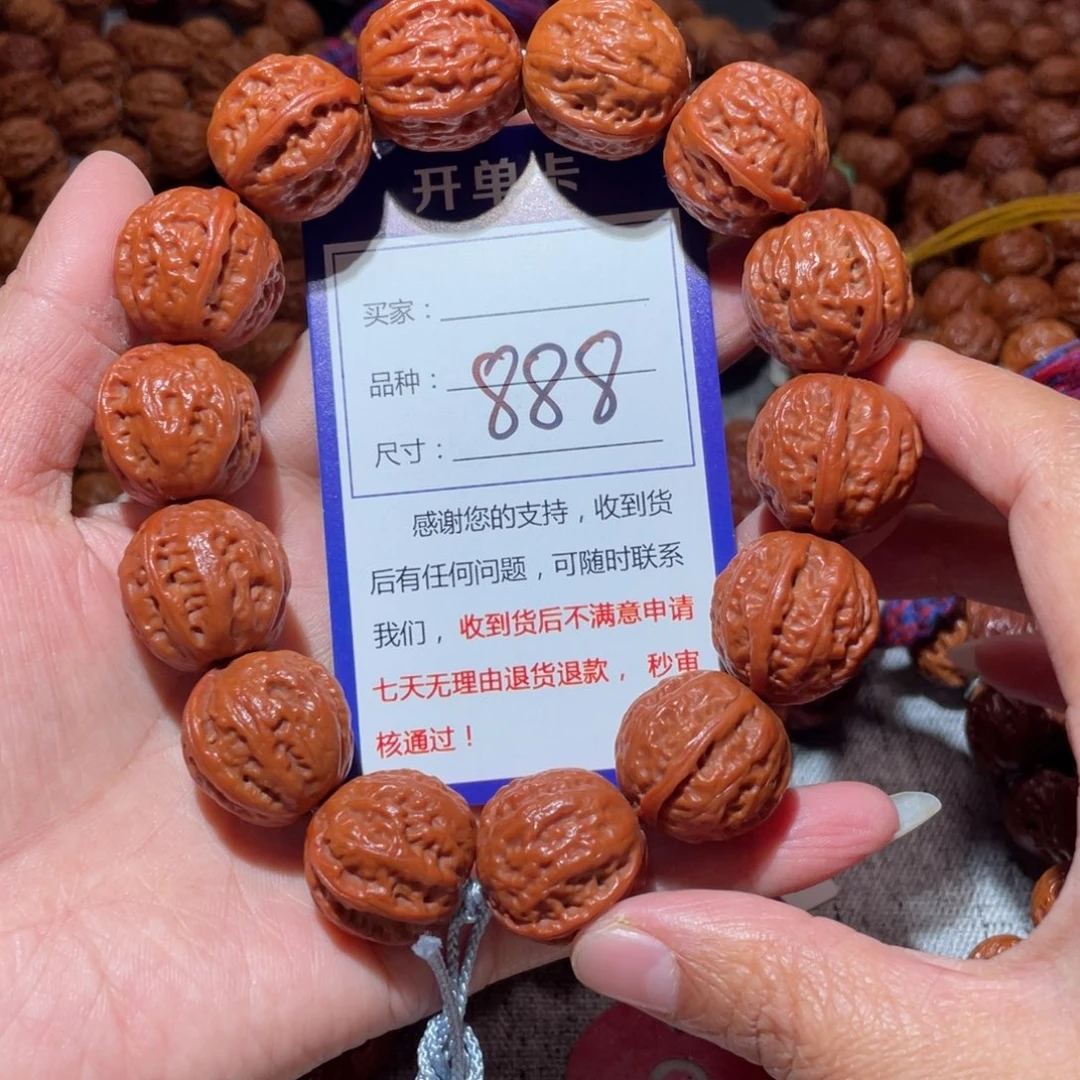 开单卡
买家：
品种：888
尺寸：
感谢您的支持，收到货
后有任何问题，可随时联系
我们，收到货后不满意申请
七天无理由退货退款，秒审
核通过！